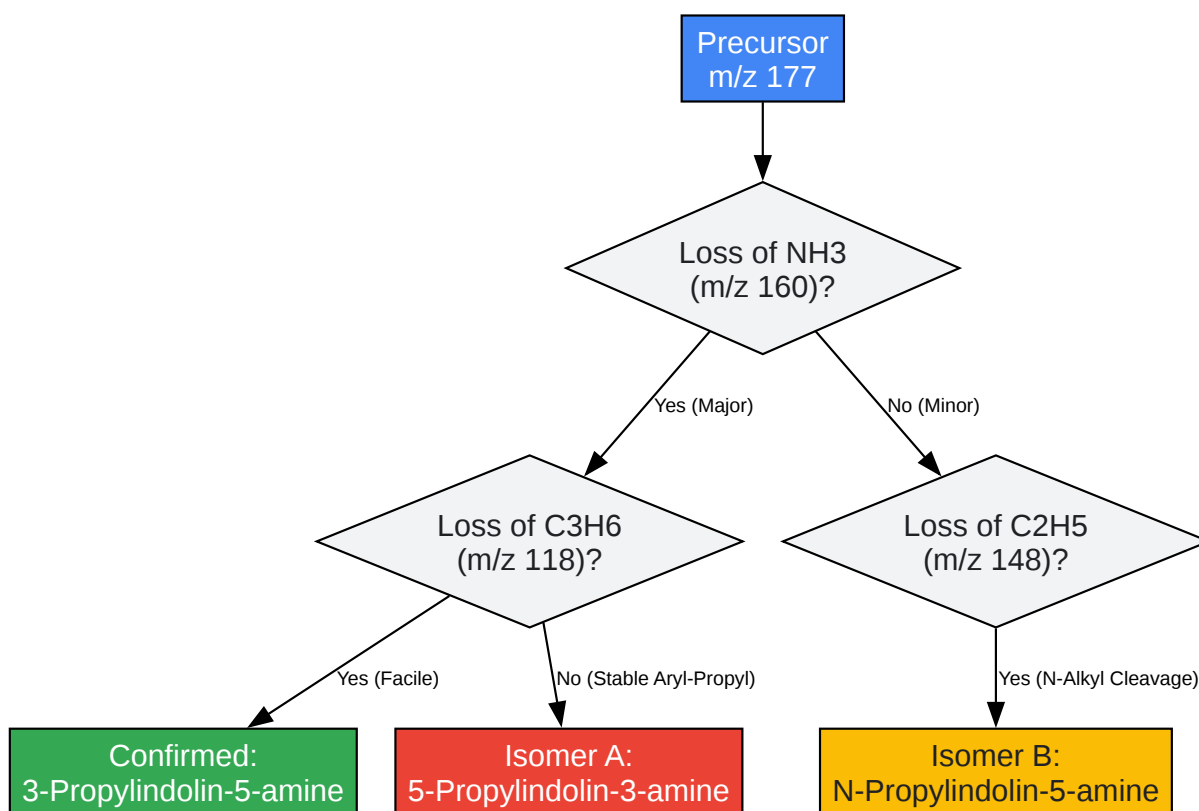 Precursor
m/z 177
Loss of NH3
(m/z 160)?
Yes (Major)
No (Minor)
Loss of C3H6
(m/z 118)?
Loss of C2H5
(m/z 148)?
Yes (Facile)
No (Stable Aryl-Propyl)
Yes (N-Alkyl Cleavage)
Confirmed:
3-Propylindolin-5-amine
Isomer A:
5-Propylindolin-3-amine
Isomer B:
N-Propylindolin-5-amine